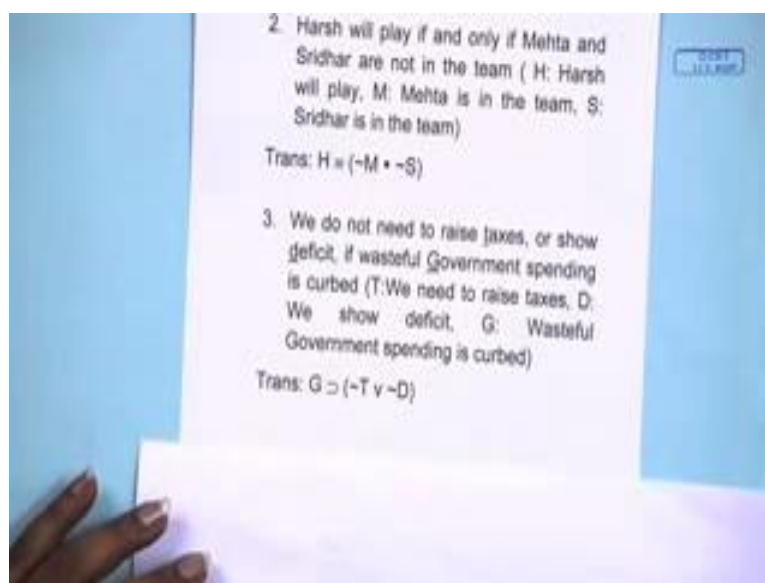 2. Harsh will play if and only if Mehta and
Sridhar are not in the team ( H: Harsh
will play, M: Mehta is in the team, S:
Sridhar is in the team)
Trans: H ≡ (~M • ~S)
3. We do not need to raise taxes, or show
deficit, if wasteful Government spending
is curbed (T:We need to raise taxes, D:
We show deficit, G: Wasteful
Government spending is curbed)
Trans: G ⊃ (~T v ~D)